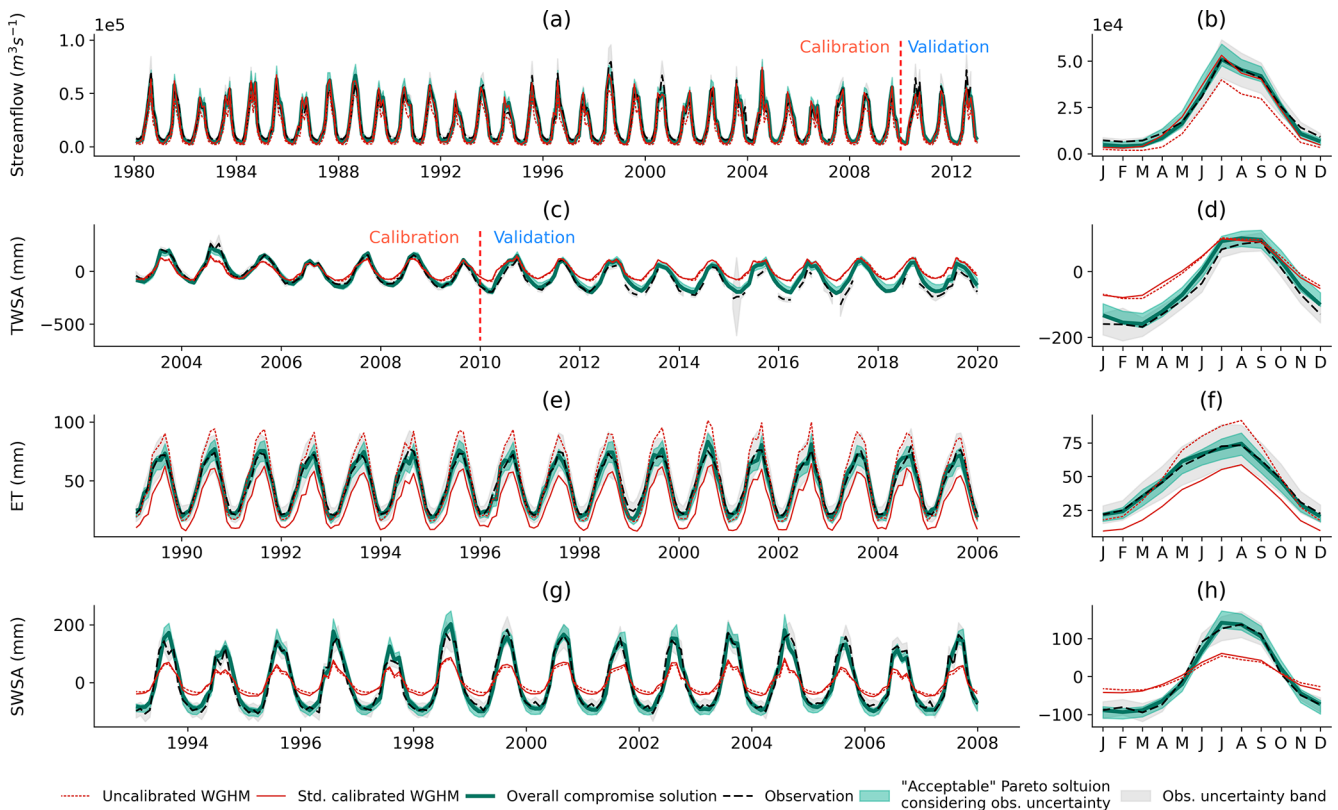 (a)
(b)
1e5
1e4
Streamflow (m³s⁻¹)
1.0
0.5
0.0
Calibration
Validation
1980 1984 1988 1992 1996 2000 2004 2008 2012
5.0
2.5
0.0
J F M A M J J A S O N D
(c)
(d)
TWSA (mm)
0
−500
Calibration
Validation
2004 2006 2008 2010 2012 2014 2016 2018 2020
0
−200
J F M A M J J A S O N D
(e)
(f)
ET (mm)
100
50
1990 1992 1994 1996 1998 2000 2002 2004 2006
75
50
25
J F M A M J J A S O N D
(g)
(h)
SWSA (mm)
200
0
1994 1996 1998 2000 2002 2004 2006 2008
100
0
−100
J F M A M J J A S O N D
Uncalibrated WGHM
Std. calibrated WGHM
Overall compromise solution
Observation
"Acceptable" Pareto soltuion
considering obs. uncertainty
Obs. uncertainty band